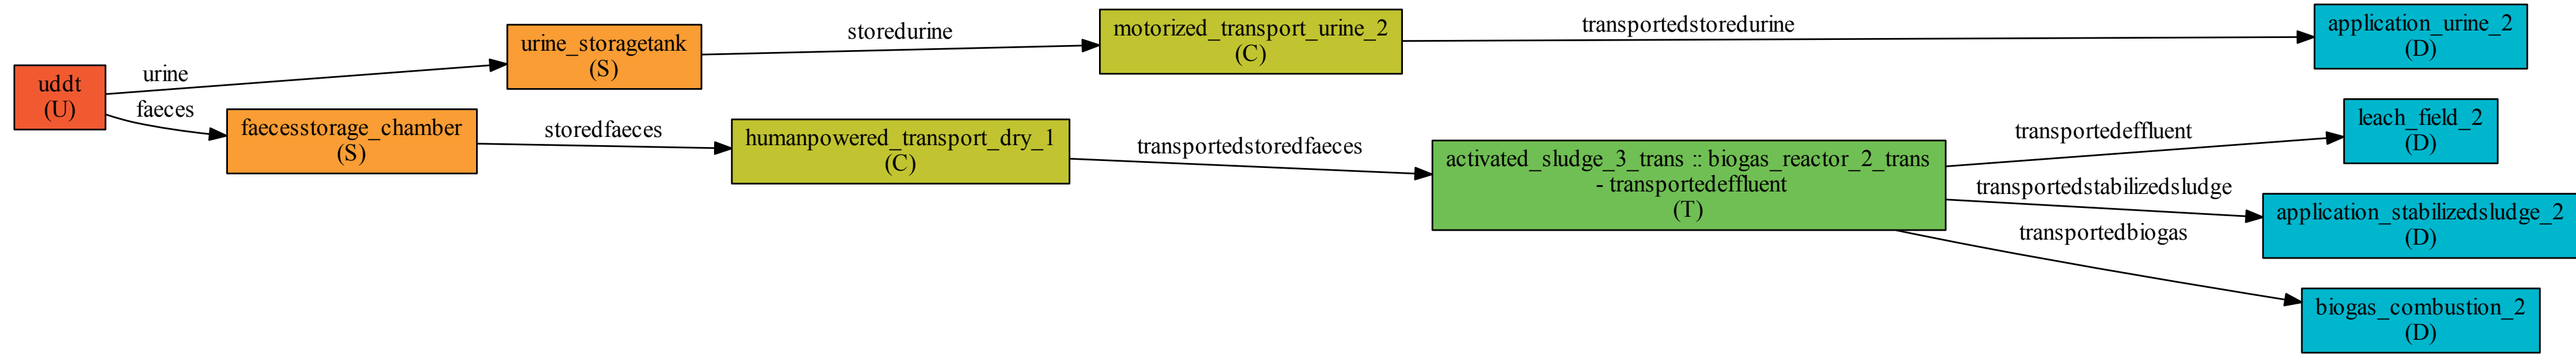 uddt
(U)
urine
faeces
urine_storagetank
(S)
faecesstorage_chamber
(S)
storedurine
storedfaeces
motorized_transport_urine_2
(C)
humanpowered_transport_dry_1
(C)
transportedstoredurine
transportedstoredfaeces
activated_sludge_3_trans :: biogas_reactor_2_trans
- transportedeffluent
(T)
transportedeffluent
transportedstabilizedsludge
transportedbiogas
application_urine_2
(D)
leach_field_2
(D)
application_stabilizedsludge_2
(D)
biogas_combustion_2
(D)